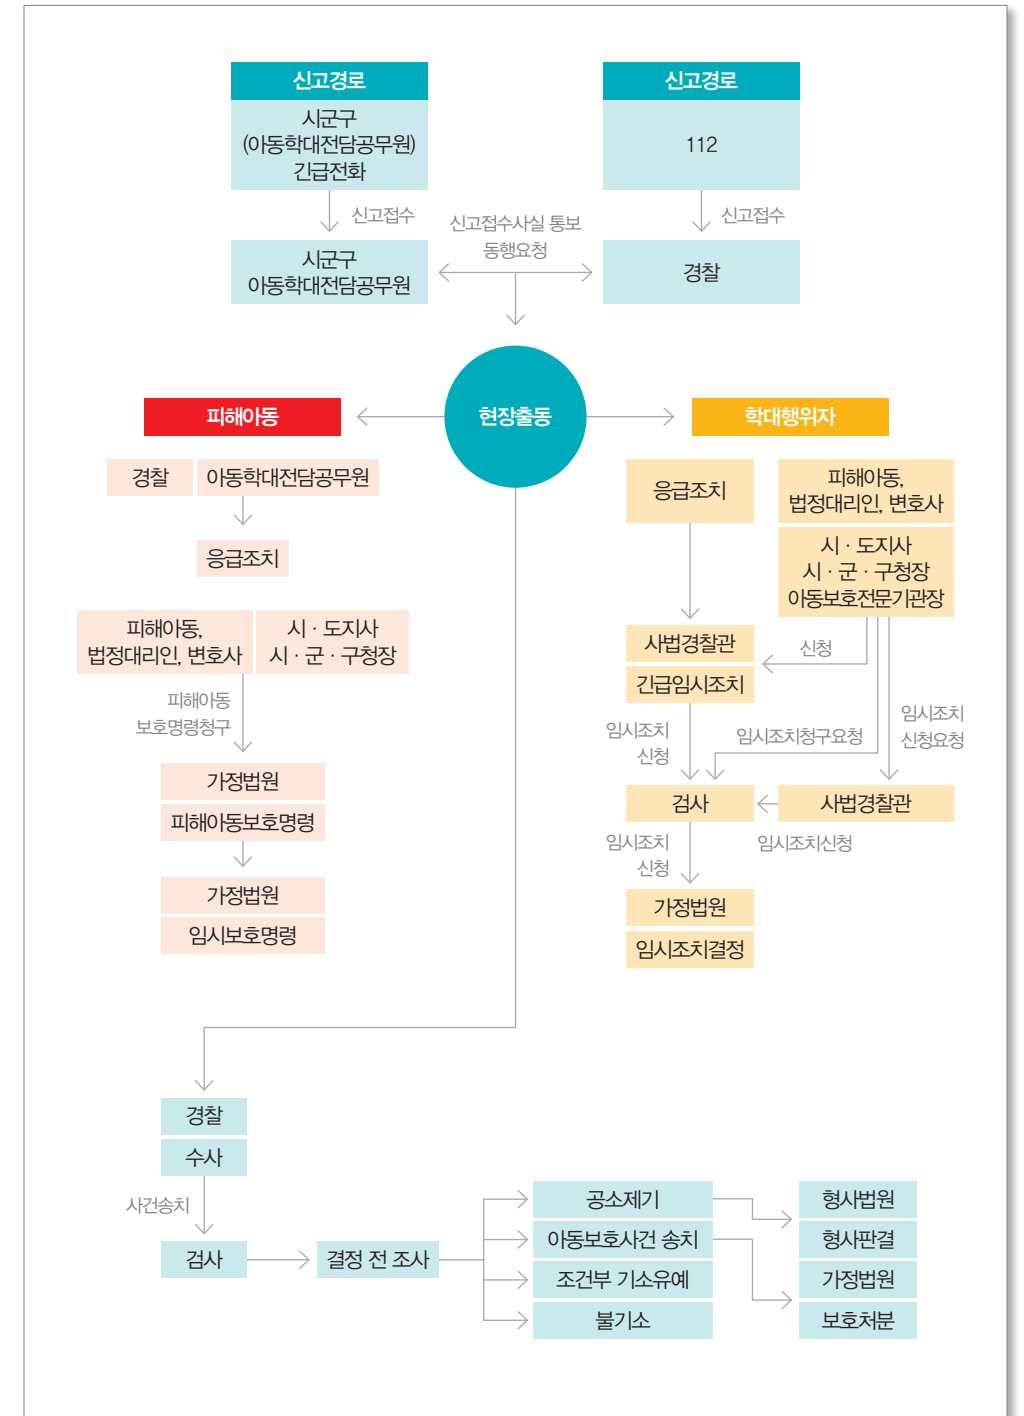 신고경로
시군구
(아동학대전담공무원)
긴급전화
신고경로
112
신고접수
신고접수사실 통보
동행요청
신고접수
시군구
아동학대전담공무원
경찰
현장출동
피해아동
학대행위자
경찰
아동학대전담공무원
응급조치
피해아동,
법정대리인, 변호사
시 · 도지사
시 · 군 · 구청장
피해아동
보호명령청구
가정법원
피해아동보호명령
가정법원
임시보호명령
응급조치
피해아동,
법정대리인, 변호사
시 · 도지사
시 · 군 · 구청장
아동보호전문기관장
사법경찰관
긴급임시조치
신청
임시조치
신청
임시조치청구요청
임시조치
신청요청
검사
사법경찰관
임시조치
신청
임시조치신청
가정법원
임시조치결정
경찰
수사
사건송치
검사
결정 전 조사
공소제기
아동보호사건 송치
조건부 기소유예
불기소
형사법원
형사판결
가정법원
보호처분